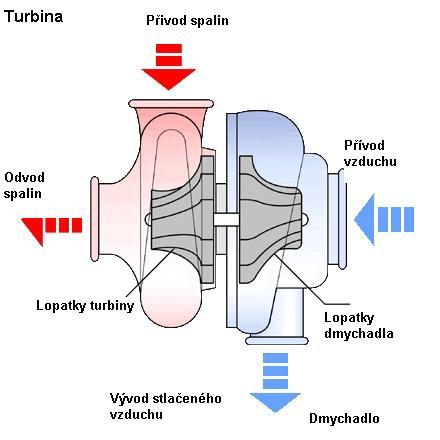 Turbina
Přívod spalin
Přívod
vzduchu
Odvod
spalin
Lopatky turbiny
Lopatky
dmychadla
Vývod stlačeného
vzduchu
Dmychadlo